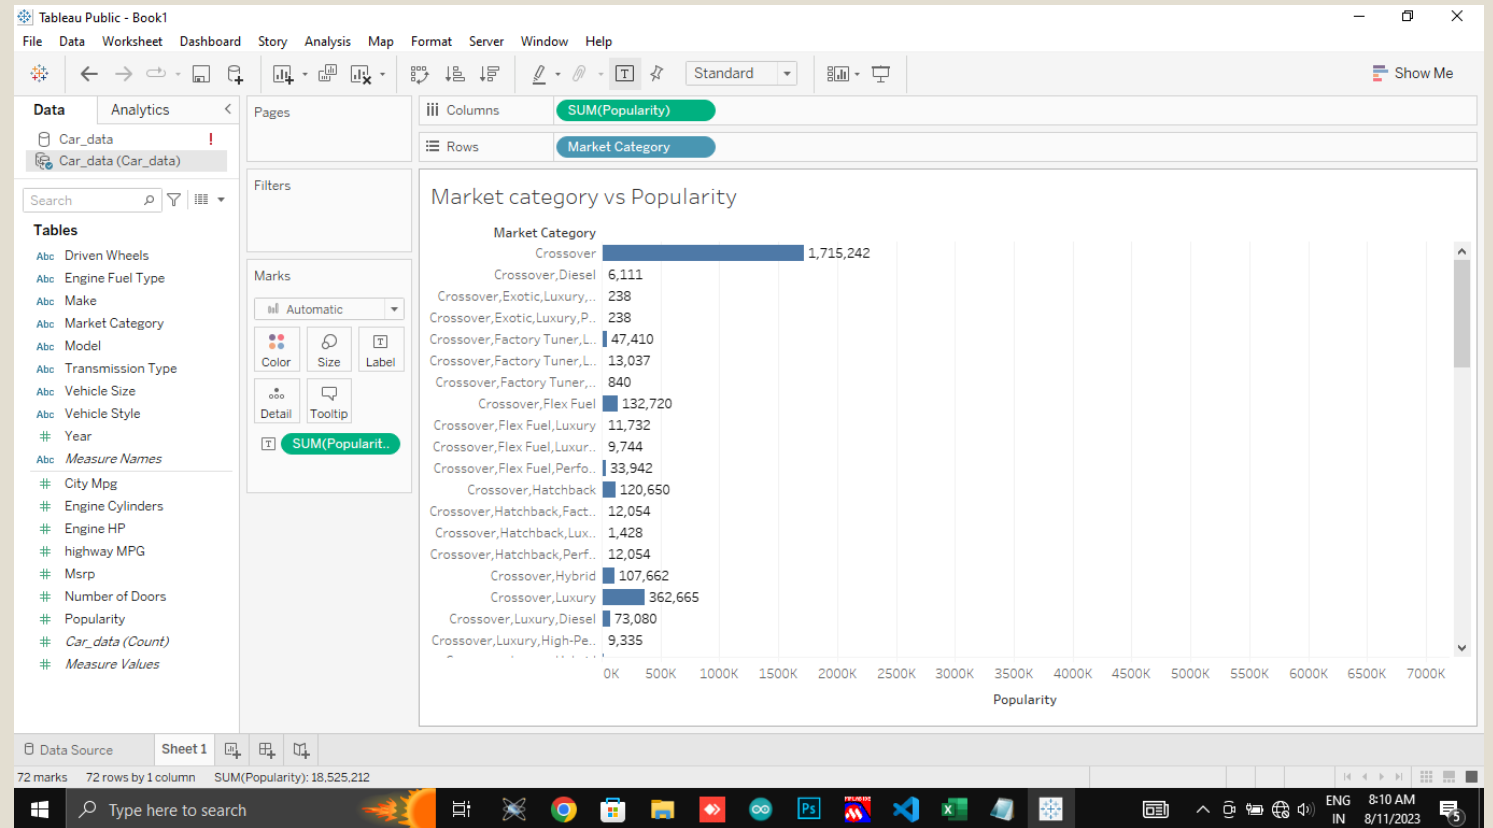 Tableau Public - Book1
File Data Worksheet Dashboard Story Analysis Map Format Server Window Help
Standard
Show Me
Data Analytics
Car_data !
Car_data (Car_data)
Search
Tables
Abc Driven Wheels
Abc Engine Fuel Type
Abc Make
Abc Market Category
Abc Model
Abc Transmission Type
Abc Vehicle Size
Abc Vehicle Style
# Year
Abc Measure Names
# City Mpg
# Engine Cylinders
# Engine HP
# highway MPG
# Msrp
# Number of Doors
# Popularity
# Car_data (Count)
# Measure Values
Pages
Filters
Marks
Automatic
Color Size Label
Detail Tooltip
SUM(Popularit..
Columns SUM(Popularity)
Rows Market Category
Market category vs Popularity
Market Category
Crossover 1,715,242
Crossover,Diesel 6,111
Crossover,Exotic,Luxury,.. 238
Crossover,Exotic,Luxury,P.. 238
Crossover,Factory Tuner,L.. 47,410
Crossover,Factory Tuner,L.. 13,037
Crossover,Factory Tuner,.. 840
Crossover,Flex Fuel 132,720
Crossover,Flex Fuel,Luxury 11,732
Crossover,Flex Fuel,Luxur.. 9,744
Crossover,Flex Fuel,Perfo.. 33,942
Crossover,Hatchback 120,650
Crossover,Hatchback,Fact.. 12,054
Crossover,Hatchback,Lux.. 1,428
Crossover,Hatchback,Perf.. 12,054
Crossover,Hybrid 107,662
Crossover,Luxury 362,665
Crossover,Luxury,Diesel 73,080
Crossover,Luxury,High-Pe.. 9,335
0K 500K 1000K 1500K 2000K 2500K 3000K 3500K 4000K 4500K 5000K 5500K 6000K 6500K 7000K
Popularity
Data Source Sheet 1
72 marks 72 rows by 1 column SUM(Popularity): 18,525,212
Type here to search
Ps
ENG
IN
8:10 AM
8/11/2023
5